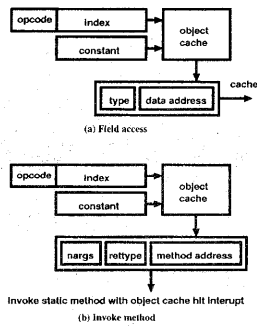 opcode index
constant
object
cache
type data address
cache
(a) Field access
opcode index
constant
object
cache
nargs rettype method address
Invoke static method with object cache hit interupt
(b) Invoke method